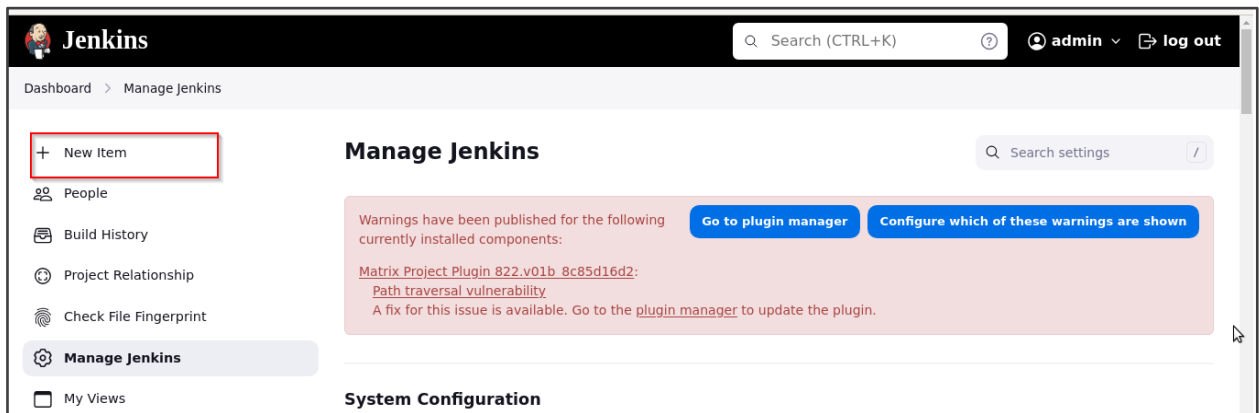 Jenkins
Search (CTRL+K)
admin
log out
Dashboard
Manage Jenkins
New Item
People
Build History
Project Relationship
Check File Fingerprint
Manage Jenkins
My Views
Manage Jenkins
Search settings
/
Warnings have been published for the following
currently installed components:
Go to plugin manager
Configure which of these warnings are shown
Matrix Project Plugin 822.v01b_8c85d16d2:
Path traversal vulnerability
A fix for this issue is available. Go to the plugin manager to update the plugin.
System Configuration